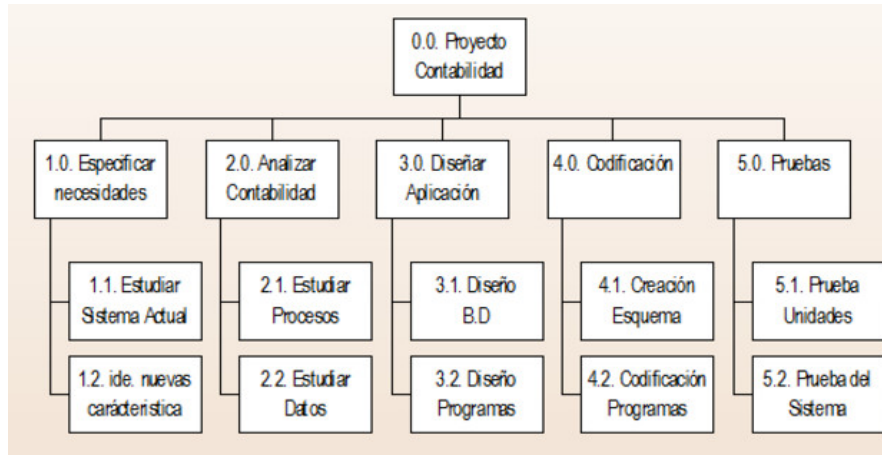 0.0. Proyecto
Contabilidad
1.0. Especificar
necesidades
2.0. Analizar
Contabilidad
3.0. Diseñar
Aplicación
4.0. Codificación
5.0. Pruebas
1.1. Estudiar
Sistema Actual
2.1. Estudiar
Procesos
3.1. Diseño
B.D
4.1. Creación
Esquema
5.1. Prueba
Unidades
1.2. ide. nuevas
carácteristica
2.2. Estudiar
Datos
3.2. Diseño
Programas
4.2. Codificación
Programas
5.2. Prueba del
Sistema